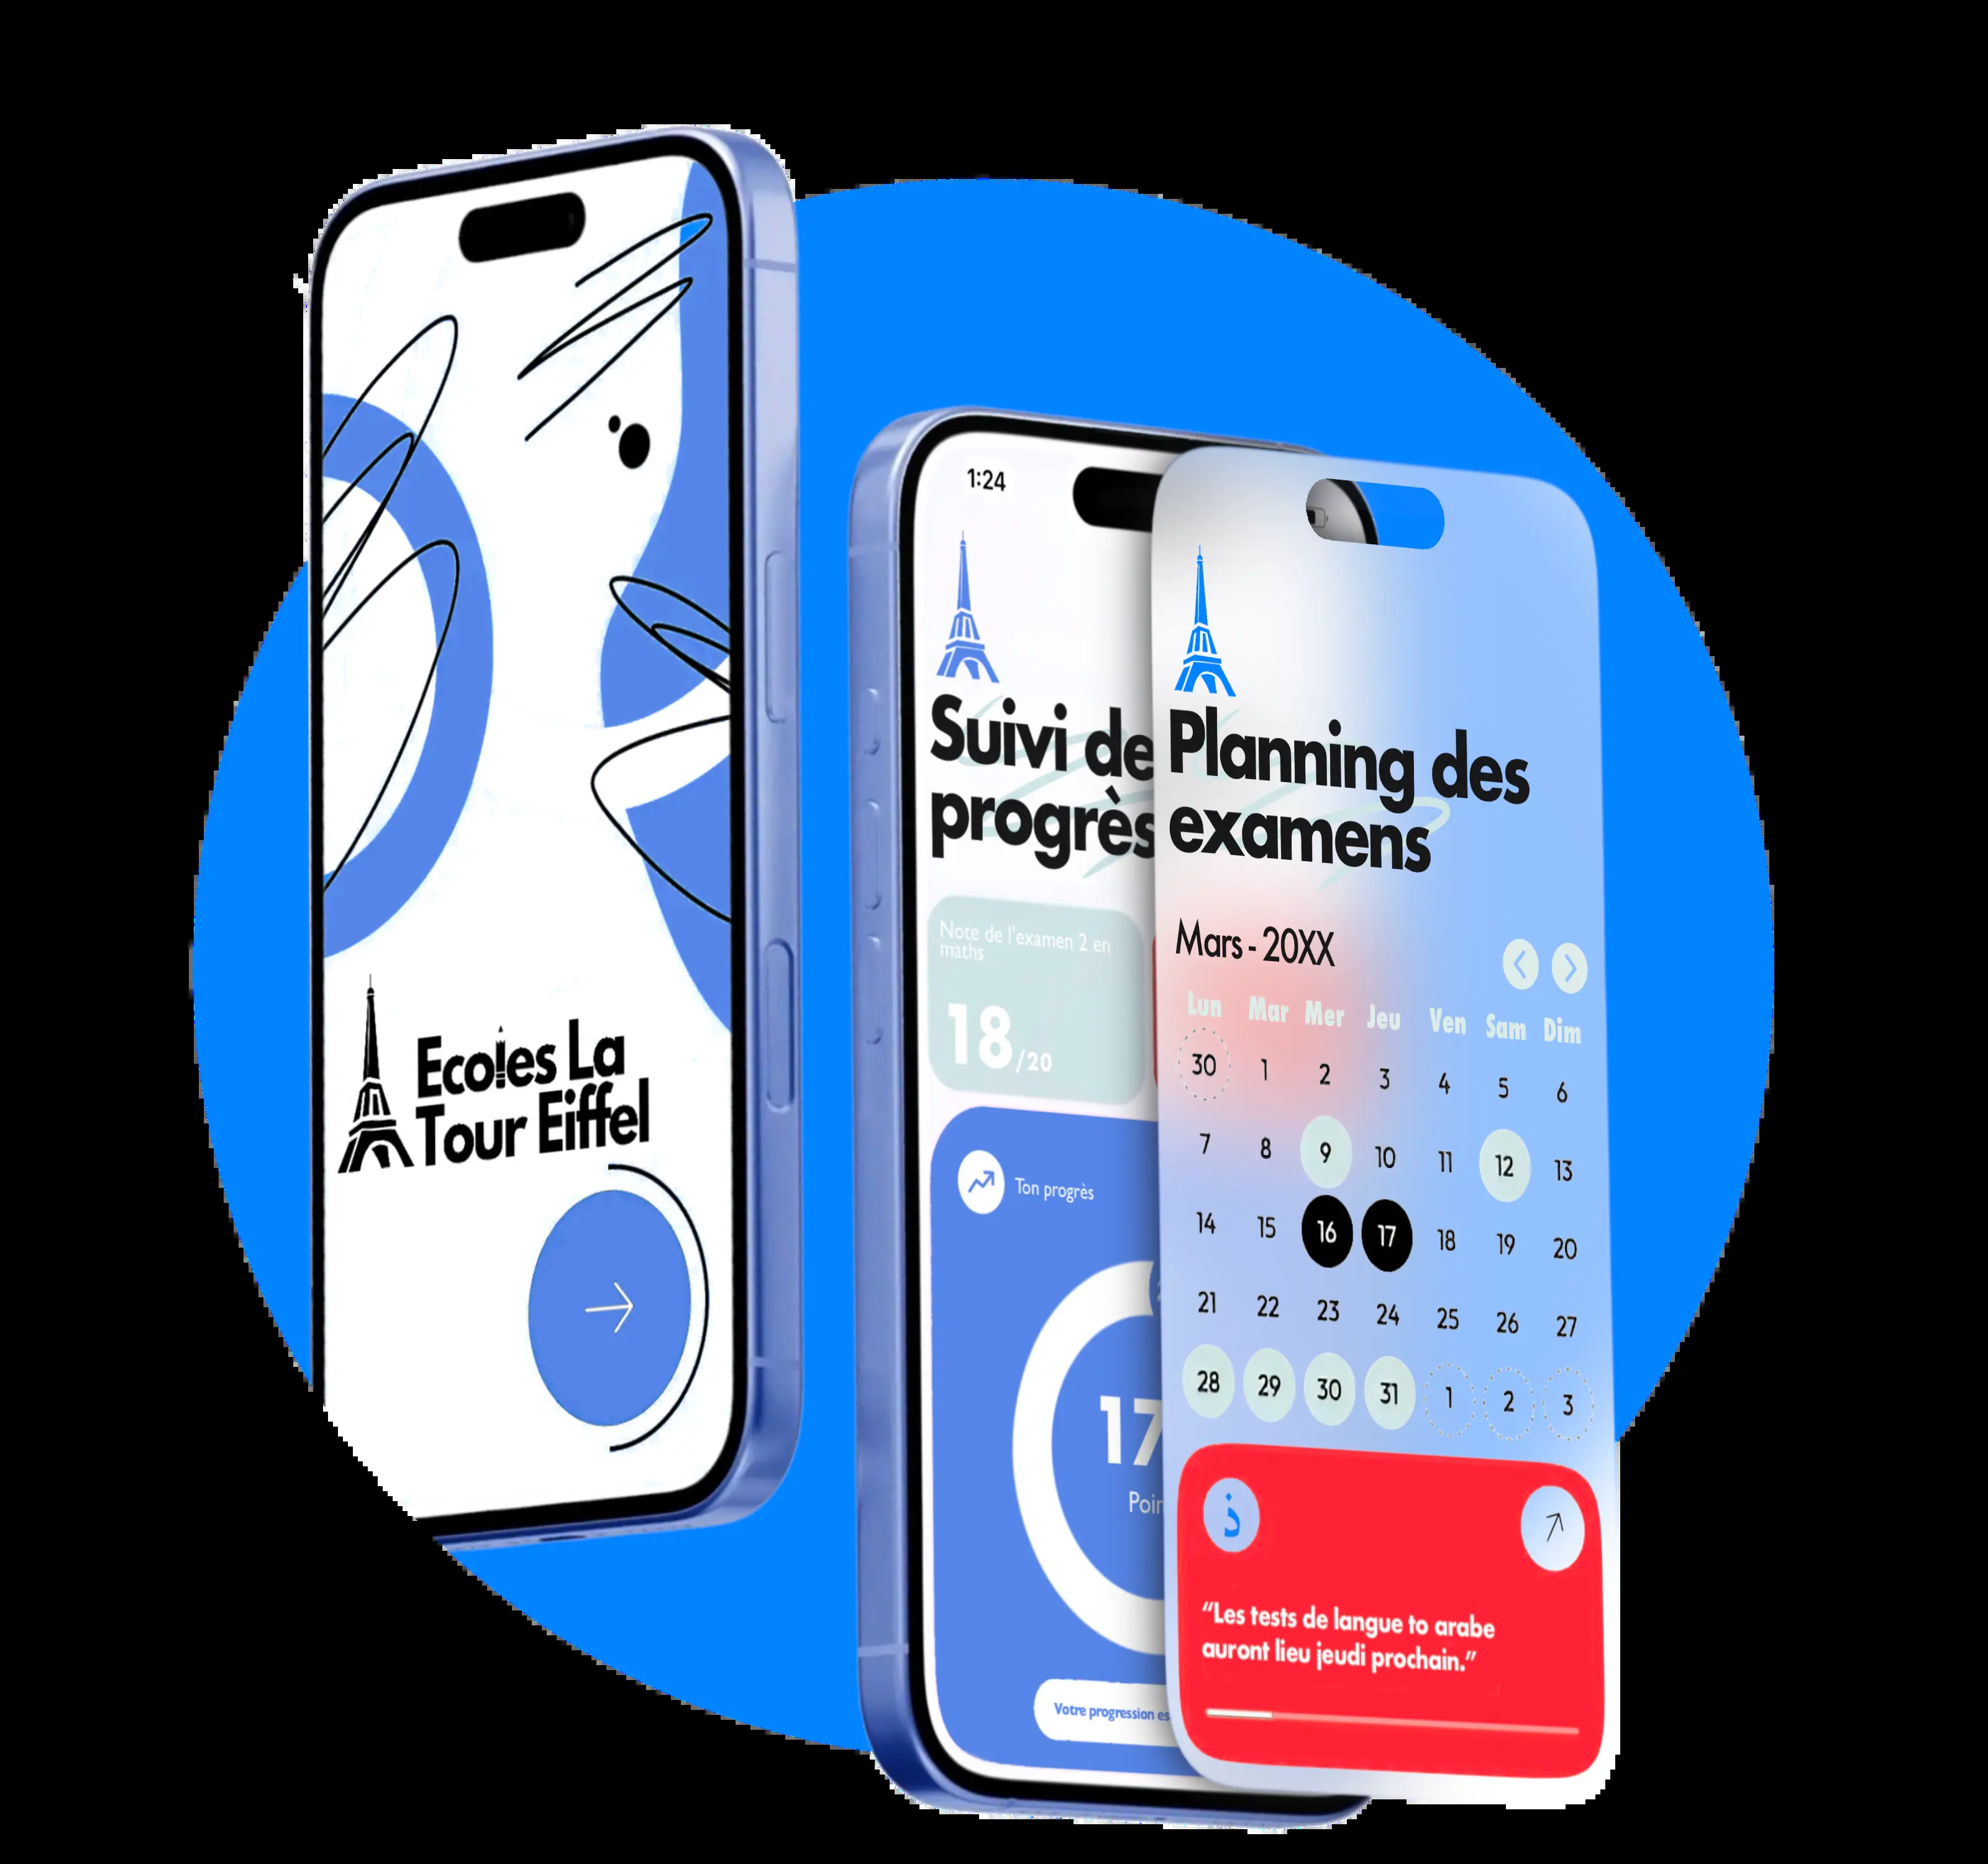 Ecoles La
Tour Eiffel
1:24
Suivi de
progrès
Note de l'examen 2 en
maths
18/20
Ton progrès
17
Votre progression
Planning des
examens
Mars - 20XX
Lun Mar Mer Jeu Ven Sam Dim
30 1 2 3 4 5 6
7 8 9 10 11 12 13
14 15 16 17 18 19 20
21 22 23 24 25 26 27
28 29 30 31 1 2 3
“Les tests de langue to arabe
auront lieu jeudi prochain.”